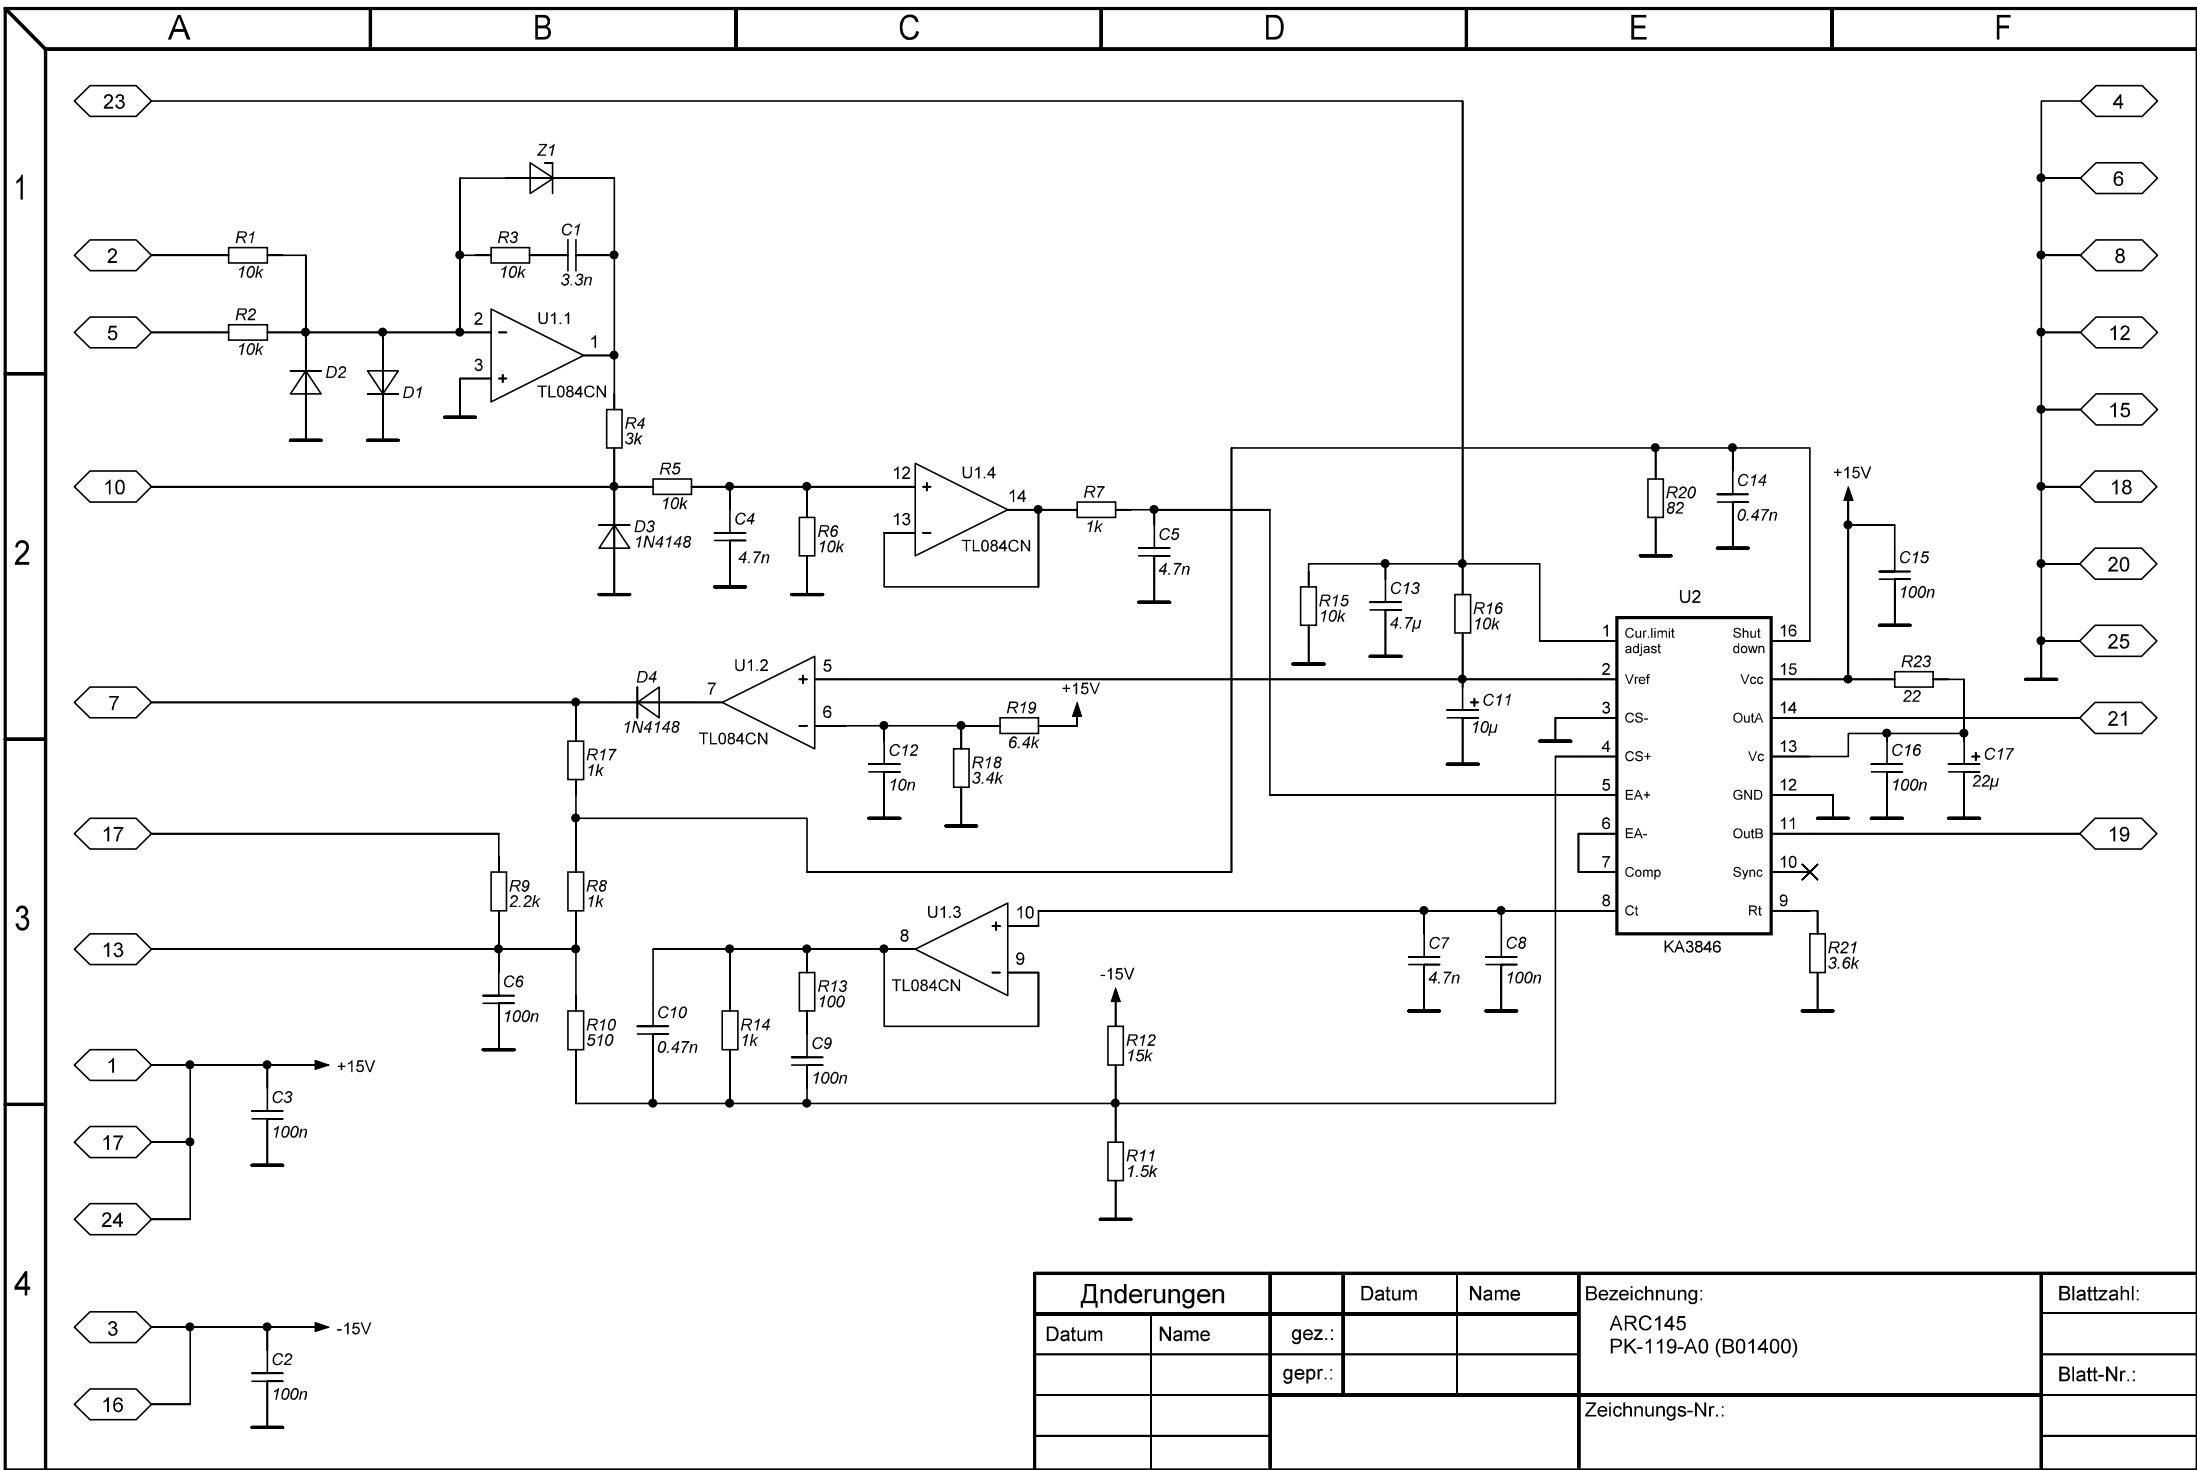 A B C D E F
1
2
3
4
23
2
5
10
7
17
13
1
17
24
3
16
4
6
8
12
15
18
20
25
21
19
Z1
R1
10k
R2
10k
R3
10k
C1
3.3n
2
3
1
U1.1
TL084CN
D2
D1
R4
3k
R5
10k
D3
1N4148
C4
4.7n
R6
10k
12
13
14
U1.4
TL084CN
R7
1k
C5
4.7n
R20
82
C14
0.47n
+15V
C15
100n
R15
10k
C13
4.7µ
R16
10k
U2
1 Cur.limit
adjast
2 Vref
3 CS-
4 CS+
5 EA+
6 EA-
7 Comp
8 Ct
Shut 16
down
Vcc 15
OutA 14
Vc 13
GND 12
OutB 11
Sync 10
Rt 9
KA3846
R23
22
C16
100n
+ C17
22µ
R21
3.6k
D4
1N4148
7
U1.2
5
6
TL084CN
+15V
R19
6.4k
C12
10n
R18
3.4k
+ C11
10µ
R17
1k
R9
2.2k
R8
1k
C6
100n
R10
510
C10
0.47n
R14
1k
R13
100
C9
100n
U1.3
8
10
9
TL084CN
-15V
R12
15k
R11
1.5k
C7
4.7n
C8
100n
+15V
C3
100n
-15V
C2
100n
Дnderungen
Datum Name
Datum Name
gez.:
gepr.:
Bezeichnung:
ARC145
PK-119-A0 (B01400)
Zeichnungs-Nr.:
Blattzahl:
Blatt-Nr.: